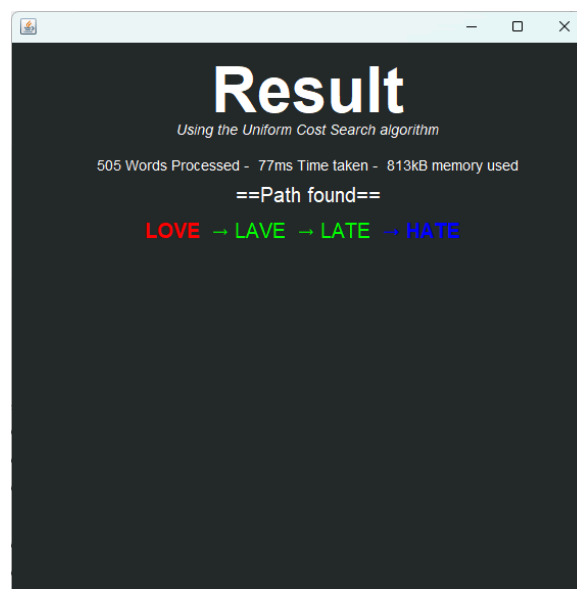 Result
Using the Uniform Cost Search algorithm
505 Words Processed - 77ms Time taken - 813kB memory used
==Path found==
LOVE → LAVE → LATE → HATE